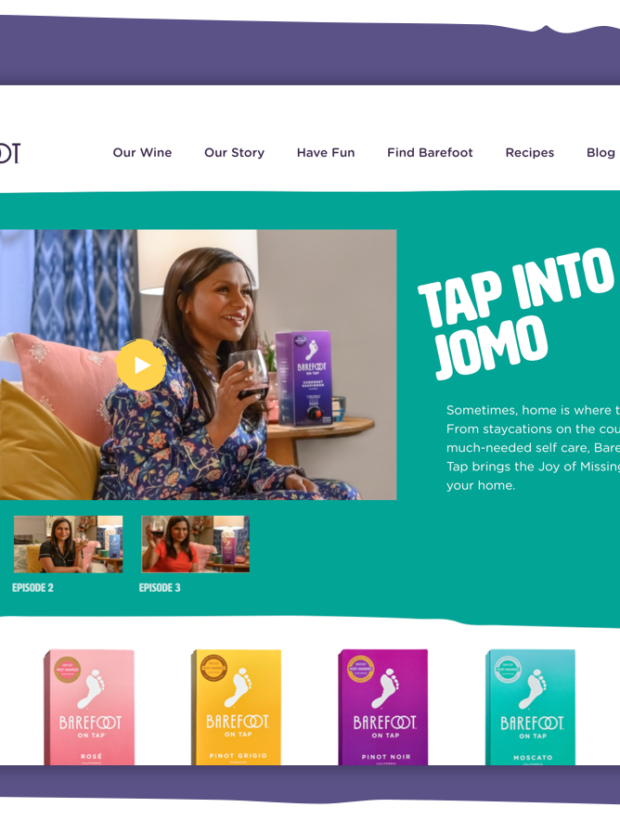 OT
Our Wine Our Story Have Fun Find Barefoot Recipes Blog
TAP INTO
JOMO
BAREFOOT
ON TAP
Sometimes, home is where t
From staycations on the cou
much-needed self care, Bare
Tap brings the Joy of Missing
your home.
EPISODE 2 EPISODE 3
BAREFOOT BAREFOOT BAREFOOT BAREFOOT
ON TAP ON TAP ON TAP ON TAP
ROSÉ PINOT GRIGIO PINOT NOIR MOSCATO